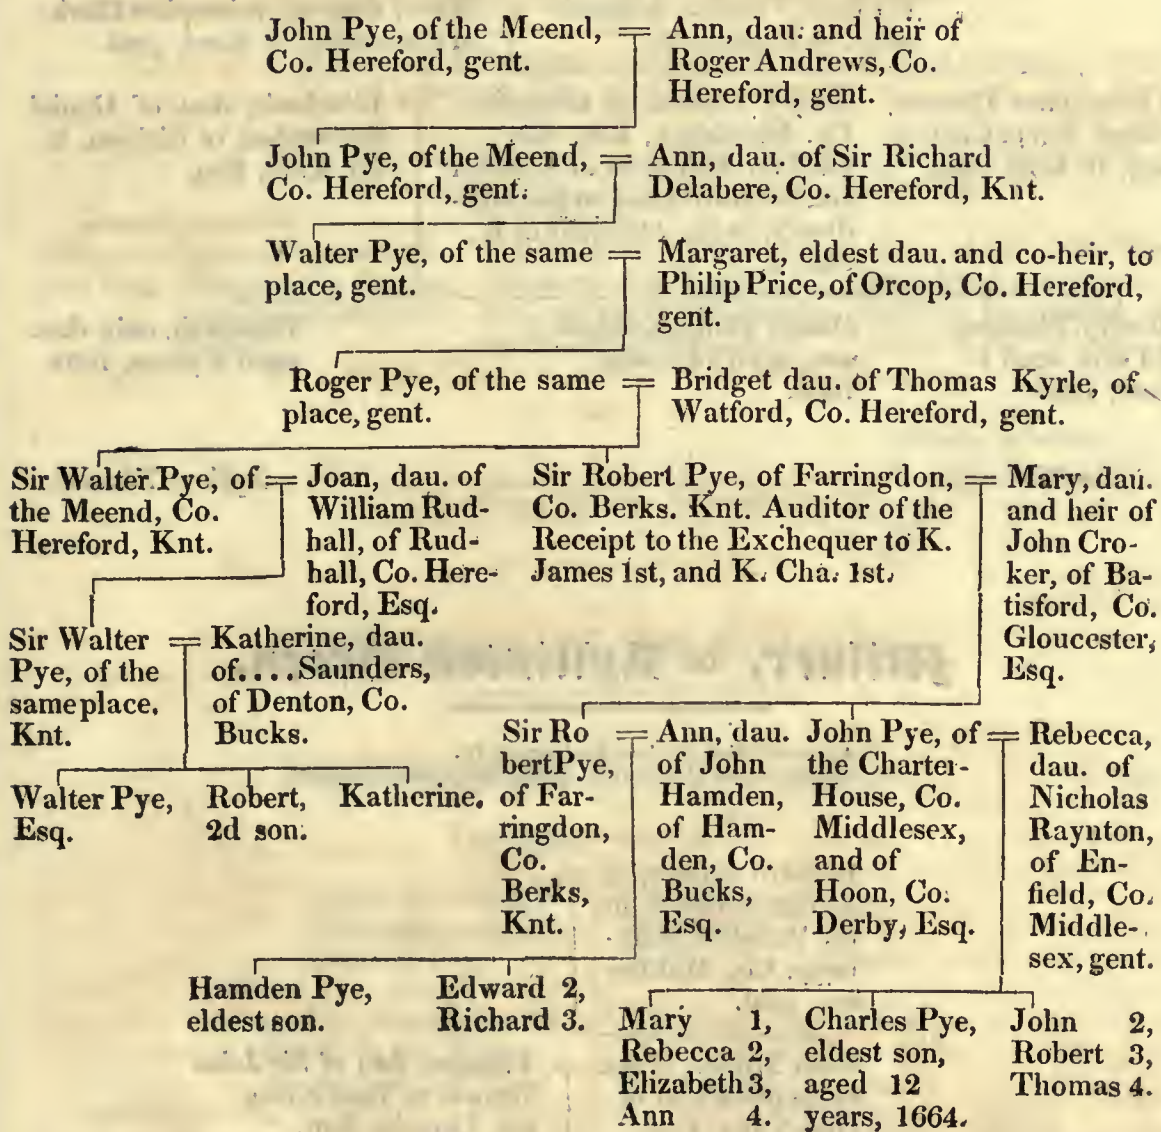 John Pye, of the Meend,
Co. Hereford, gent.
=
Ann, dau. and heir of
Roger Andrews, Co.
Hereford, gent.
John Pye, of the Meend,
Co. Hereford, gent.
=
Ann, dau. of Sir Richard
Delabere, Co. Hereford, Knt.
Walter Pye, of the same
place, gent.
=
Margaret, eldest dau. and co-heir, to
Philip Price, of Orcop, Co. Hereford,
gent.
Roger Pye, of the same
place, gent.
=
Bridget dau. of Thomas Kyrle, of
Watford, Co. Hereford, gent.
Sir Walter Pye, of
the Meend, Co.
Hereford, Knt.
=
Joan, dau. of
William Rud-
hall, of Rud-
hall, Co. Here-
ford, Esq.
Sir Robert Pye, of Farringdon,
Co. Berks. Knt. Auditor of the
Receipt to the Exchequer to K.
James 1st, and K. Cha. 1st.
=
Mary, dau.
and heir of
John Cro-
ker, of Ba-
tisford, Co.
Gloucester,
Esq.
Sir Walter
Pye, of the
same place.
Knt.
=
Katherine, dau.
of.... Saunders,
of Denton, Co.
Bucks.
Walter Pye,
Esq.
Robert,
2d son.
Katherine.
Sir Ro
bert Pye,
of Far-
ringdon,
Co.
Berks,
Knt.
=
Ann, dau.
of John
Hamden,
of Ham-
den, Co.
Bucks,
Esq.
John Pye, of
the Charter-
House, Co.
Middlesex,
and of
Hoon, Co.
Derby, Esq.
=
Rebecca,
dau. of
Nicholas
Raynton,
of En-
field, Co.
Middle-
sex, gent.
Hamden Pye,
eldest son.
Edward 2,
Richard 3.
Mary 1,
Rebecca 2,
Elizabeth 3,
Ann 4.
Charles Pye,
eldest son,
aged 12
years, 1664.
John 2,
Robert 3,
Thomas 4.